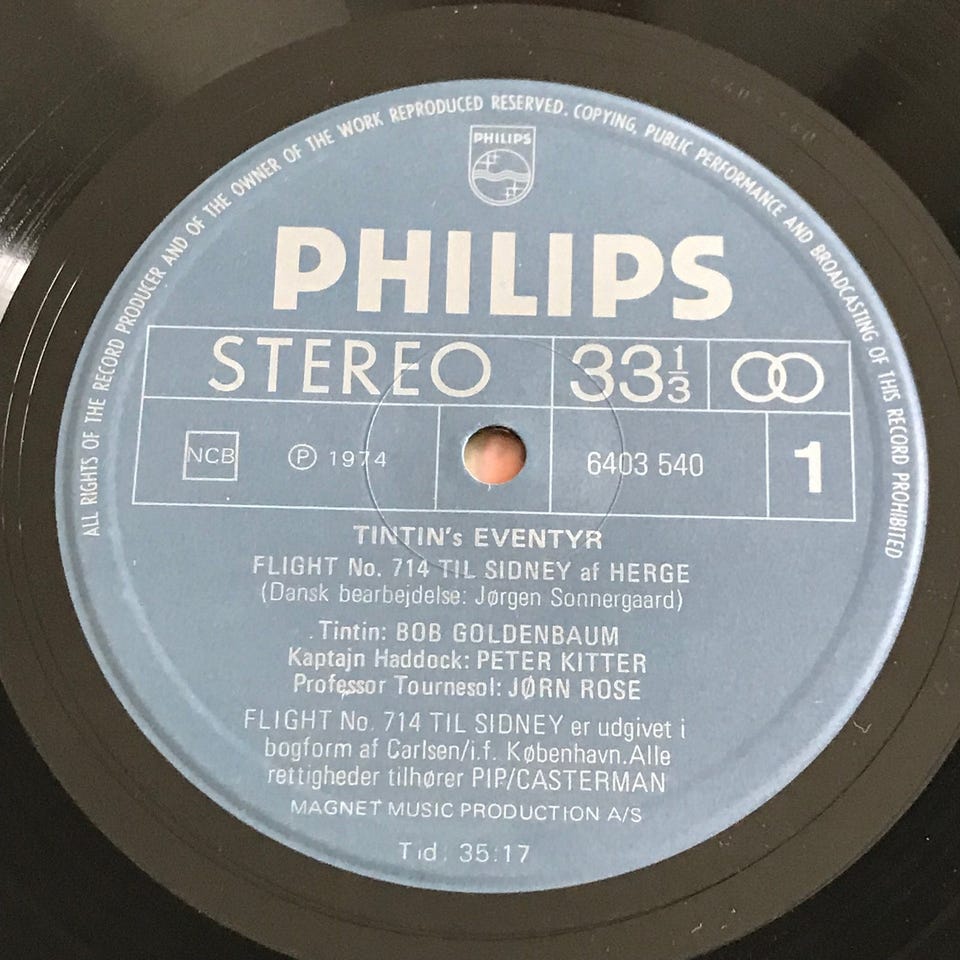 ALL RIGHTS OF THE RECORD PRODUCER AND OF THE OWNER OF THE WORK REPRODUCED RESERVED. COPYING, PUBLIC PERFORMANCE AND BROADCASTING OF THIS RECORD PROHIBITED
PHILIPS
PHILIPS
STEREO 33 1/3
NCB ℗ 1974 6403 540 1
TINTIN's EVENTYR
FLIGHT No. 714 TIL SIDNEY af HERGE
(Dansk bearbejdelse: Jørgen Sonnergaard)
Tintin: BOB GOLDENBAUM
Kaptajn Haddock: PETER KITTER
Professor Tournesol: JØRN ROSE
FLIGHT No. 714 TIL SIDNEY er udgivet i
bogform af Carlsen/i.f. København.Alle
rettigheder tilhører PIP/CASTERMAN
MAGNET MUSIC PRODUCTION A/S
Tid. 35:17